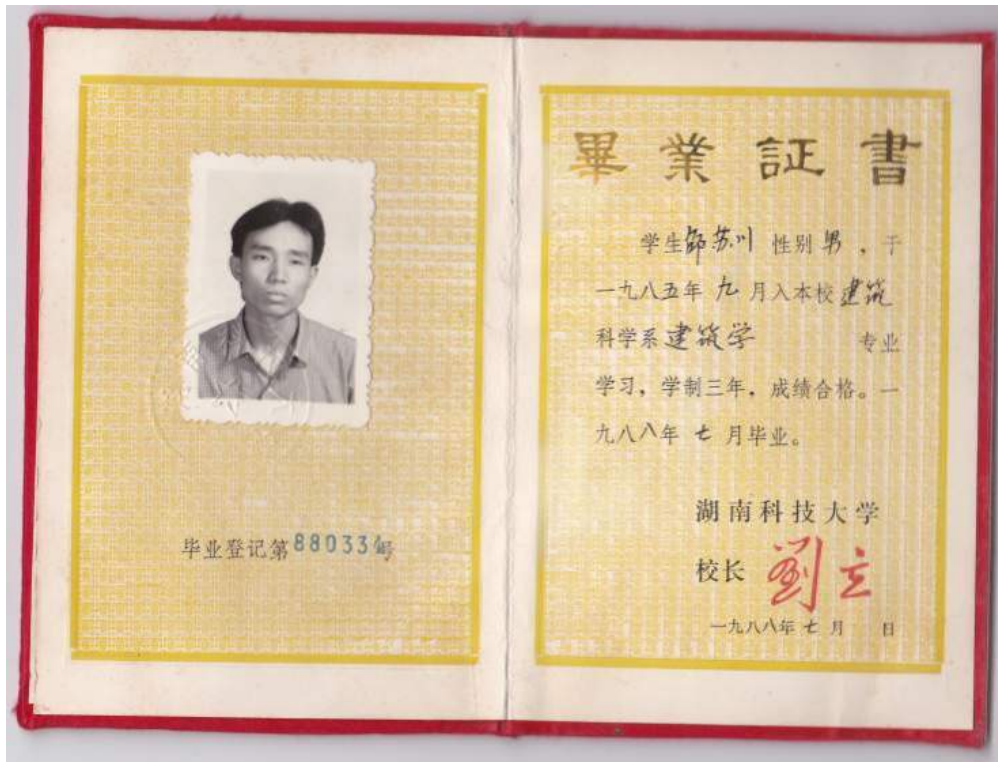 毕业登记第88033号
畢業証書
学生 苏川 性别 男 ,于
一九八五年 九 月入本校建筑
科学系建筑学 专业
学习，学制三年，成绩合格。一
九八八年 七 月毕业。
湖南科技大学
校长 劉立
一九八八年 七 月 日